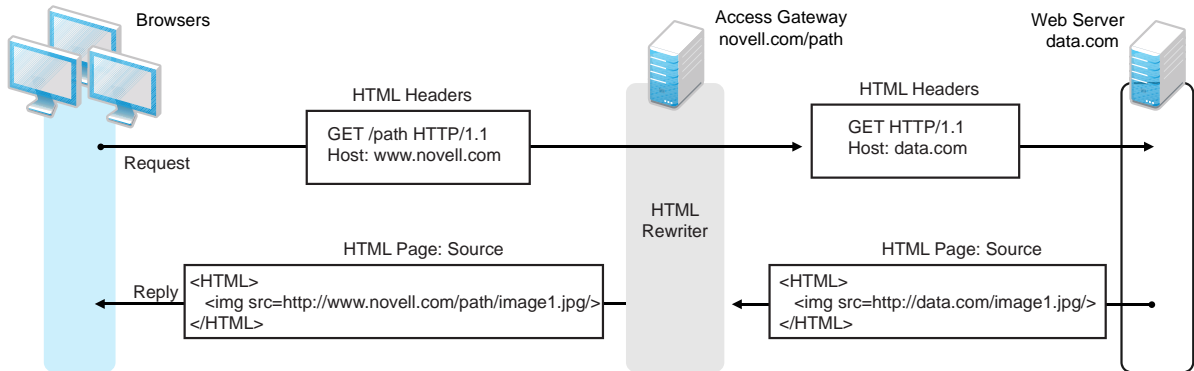 Browsers
Access Gateway
novell.com/path
Web Server
data.com
HTML Headers
GET /path HTTP/1.1
Host: www.novell.com
HTML Headers
GET HTTP/1.1
Host: data.com
Request
HTML
Rewriter
HTML Page: Source
<HTML>
<img src=http://www.novell.com/path/image1.jpg/>
</HTML>
Reply
HTML Page: Source
<HTML>
<img src=http://data.com/image1.jpg/>
</HTML>